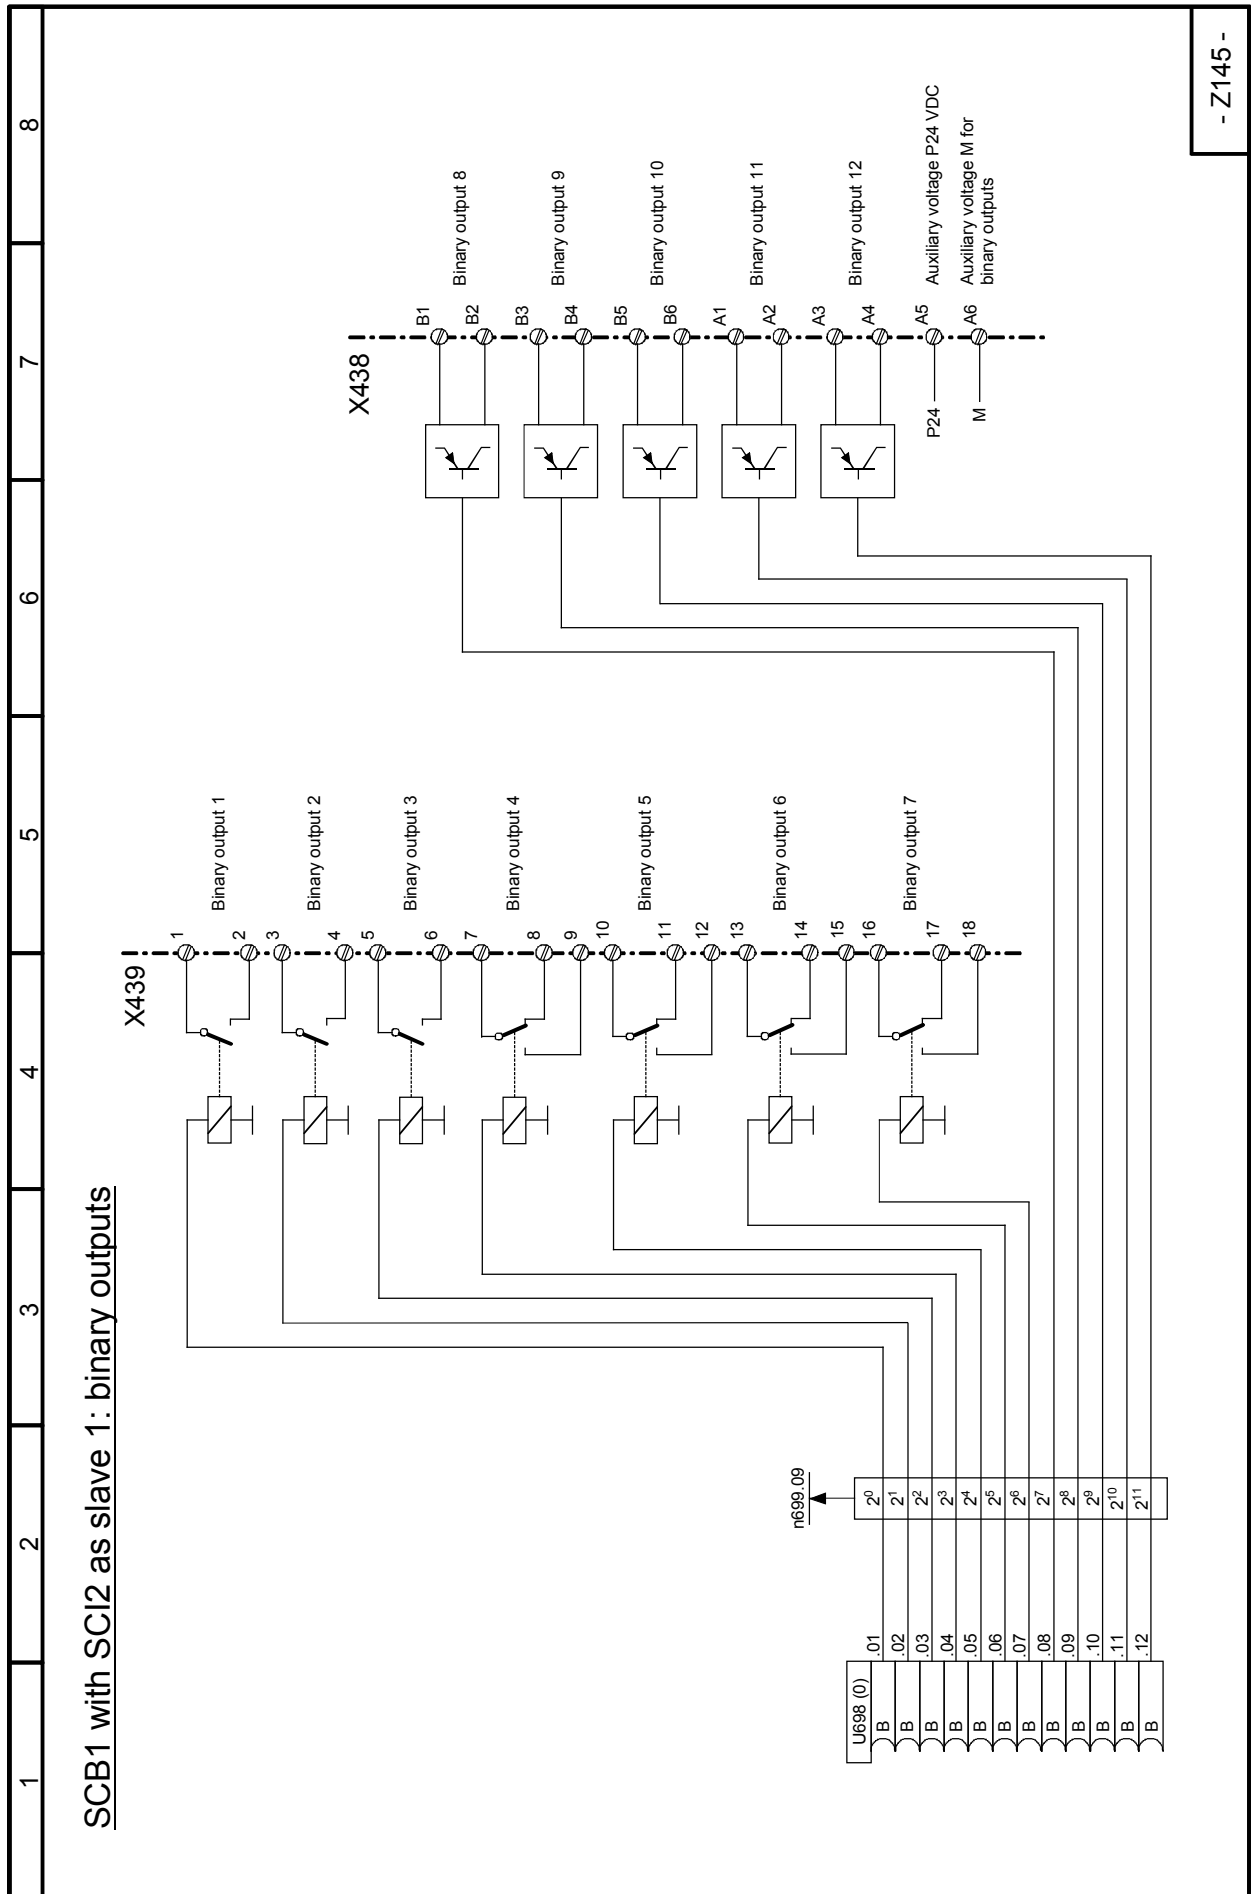 SCB1 with SCI2 as slave 1: binary outputs
X439
1
2
Binary output 1
3
4
Binary output 2
5
6
Binary output 3
7
8
9
Binary output 4
10
11
12
Binary output 5
13
14
15
Binary output 6
16
17
18
Binary output 7
X438
B1
B2
Binary output 8
B3
B4
Binary output 9
B5
B6
Binary output 10
A1
A2
Binary output 11
A3
A4
Binary output 12
P24
A5
Auxiliary voltage P24 VDC
M
A6
Auxiliary voltage M for
binary outputs
n699.09
U698 (0)
B .01 2⁰
B .02 2¹
B .03 2²
B .04 2³
B .05 2⁴
B .06 2⁵
B .07 2⁶
B .08 2⁷
B .09 2⁸
B .10 2⁹
B .11 2¹⁰
B .12 2¹¹
1 2 3 4 5 6 7 8
- Z145 -